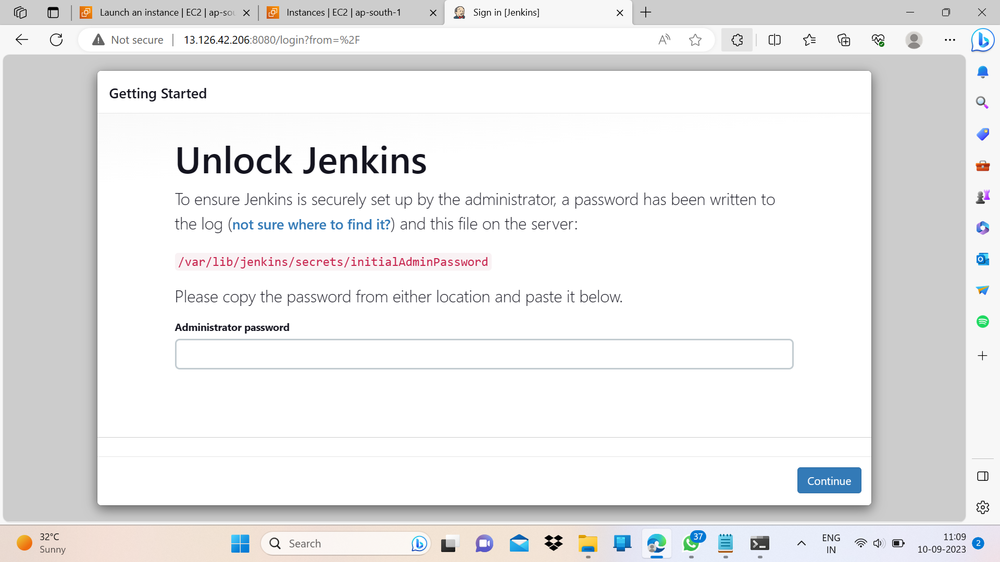 Launch an instance | EC2 | ap-sou
Instances | EC2 | ap-south-1
Sign in [Jenkins]
Not secure
13.126.42.206:8080/login?from=%2F
Getting Started
Unlock Jenkins
To ensure Jenkins is securely set up by the administrator, a password has been written to
the log (not sure where to find it?) and this file on the server:
/var/lib/jenkins/secrets/initialAdminPassword
Please copy the password from either location and paste it below.
Administrator password
Continue
32°C
Sunny
Search
37
ENG
IN
11:09
10-09-2023
2